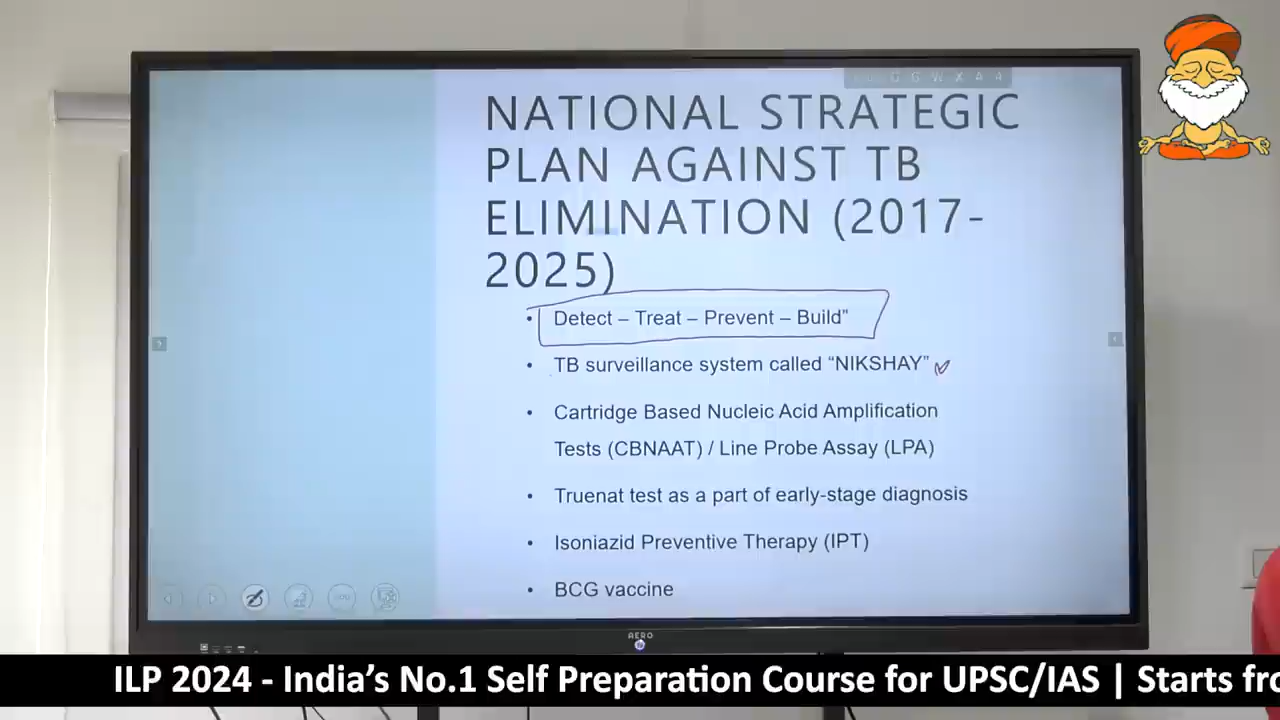 NATIONAL STRATEGIC
PLAN AGAINST TB
ELIMINATION (2017-
2025)
• Detect – Treat – Prevent – Build”
• TB surveillance system called “NIKSHAY”
• Cartridge Based Nucleic Acid Amplification
Tests (CBNAAT) / Line Probe Assay (LPA)
• Truenat test as a part of early-stage diagnosis
• Isoniazid Preventive Therapy (IPT)
• BCG vaccine
AERO
ILP 2024 - India’s No.1 Self Preparation Course for UPSC/IAS | Starts fro